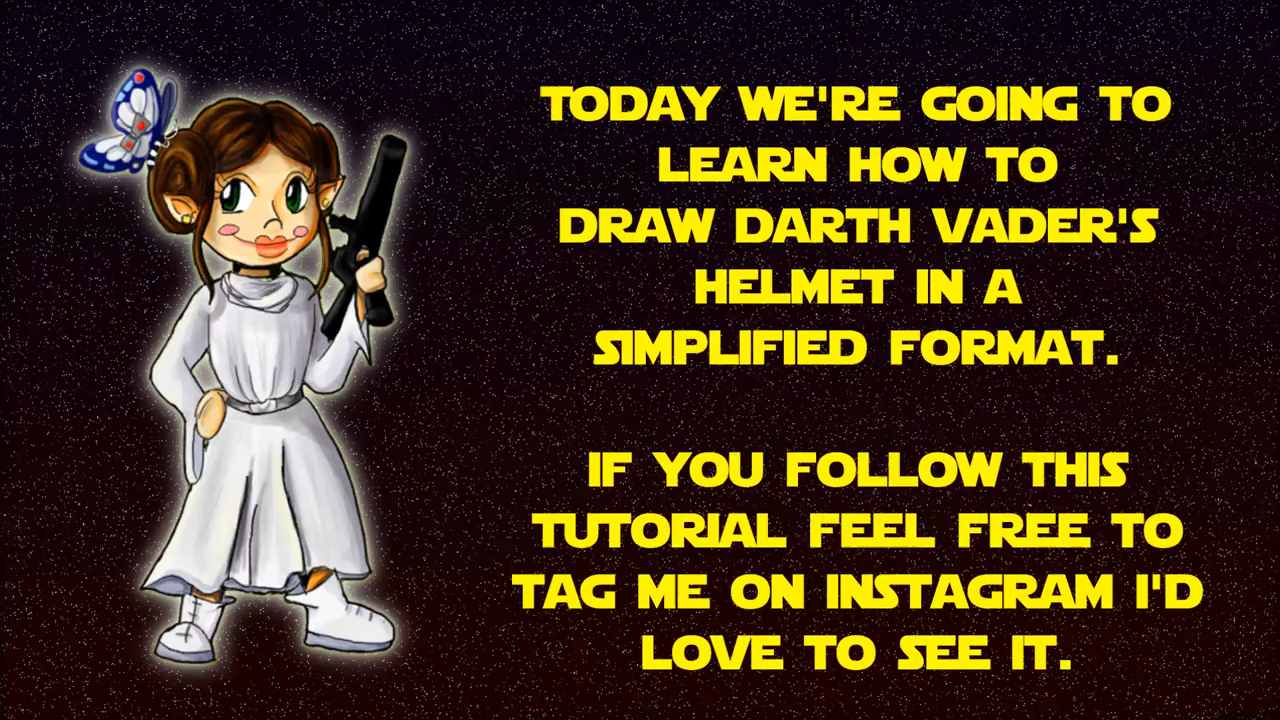 TODAY WE'RE GOING TO
LEARN HOW TO
DRAW DARTH VADER'S
HELMET IN A
SIMPLIFIED FORMAT.
IF YOU FOLLOW THIS
TUTORIAL FEEL FREE TO
TAG ME ON INSTAGRAM I'D
LOVE TO SEE IT.